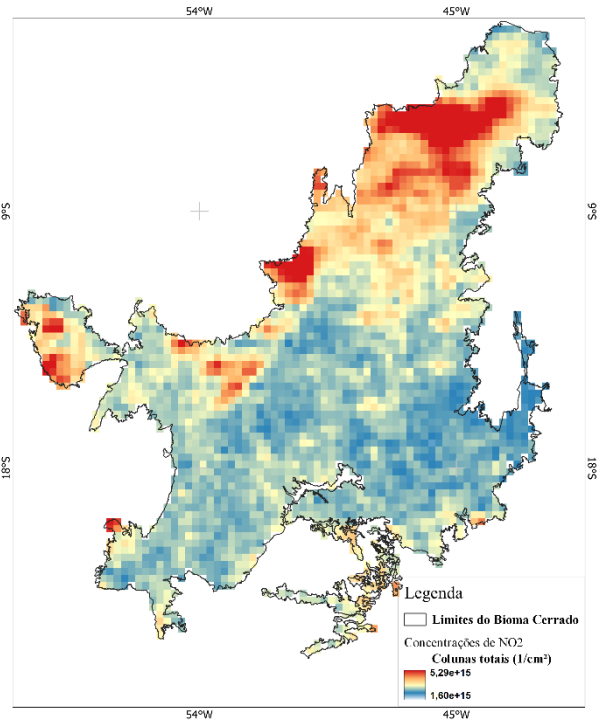 54°W 45°W
9°S 9°S
18°S 18°S
Legenda
Limites do Bioma Cerrado
Concentrações de NO2
Colunas totais (1/cm²)
5,29e+15
1,60e+15
54°W 45°W